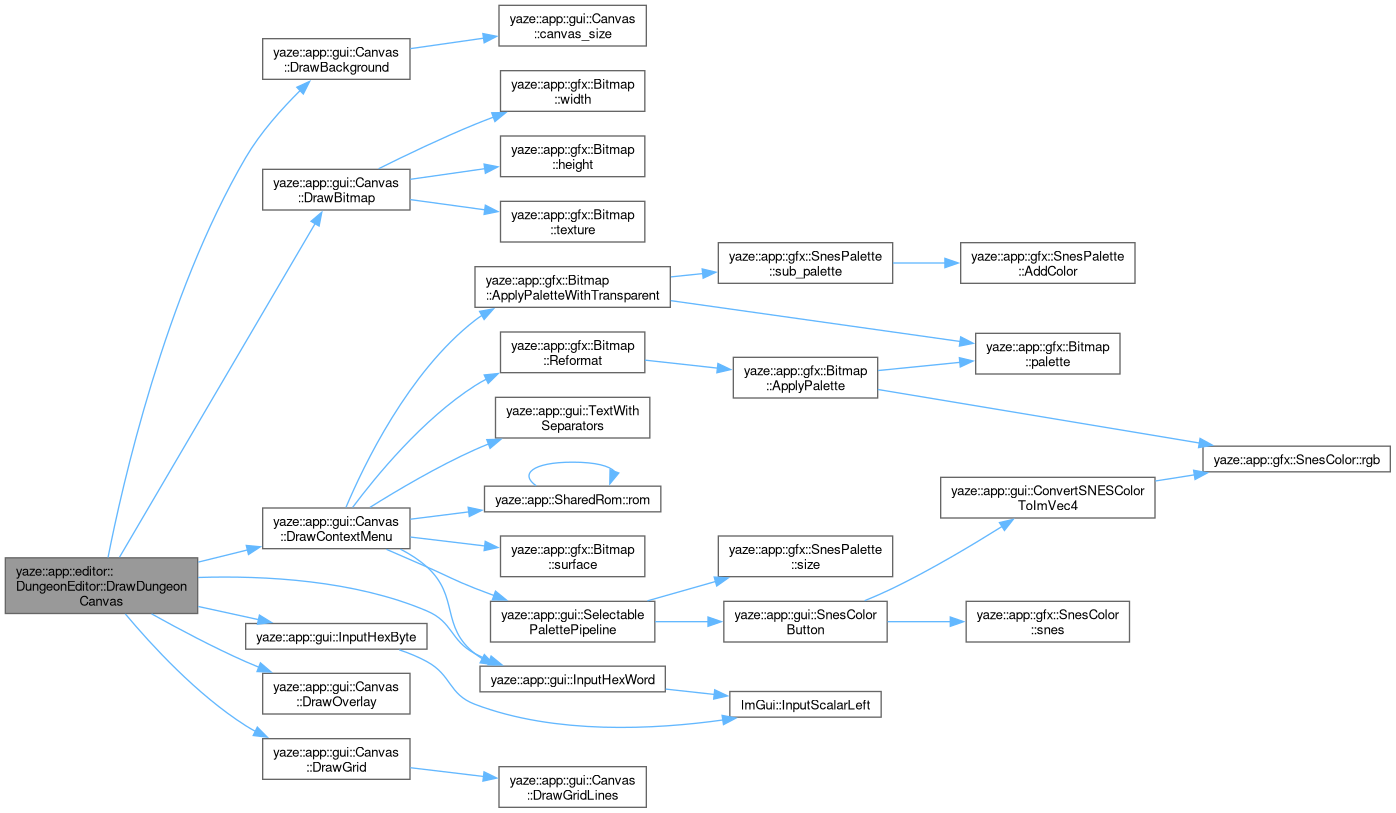 yaze::app::gui::Canvas
::canvas_size
yaze::app::gui::Canvas
::DrawBackground
yaze::app::gfx::Bitmap
::width
yaze::app::gfx::Bitmap
::height
yaze::app::gui::Canvas
::DrawBitmap
yaze::app::gfx::Bitmap
::texture
yaze::app::gfx::SnesPalette
::sub_palette
yaze::app::gfx::SnesPalette
::AddColor
yaze::app::gfx::Bitmap
::ApplyPaletteWithTransparent
yaze::app::gfx::Bitmap
::Reformat
yaze::app::gfx::Bitmap
::palette
yaze::app::gfx::Bitmap
::ApplyPalette
yaze::app::gui::TextWith
Separators
yaze::app::gfx::SnesColor::rgb
yaze::app::SharedRom::rom
yaze::app::gui::ConvertSNESColor
ToImVec4
yaze::app::gui::Canvas
::DrawContextMenu
yaze::app::gfx::Bitmap
::surface
yaze::app::gfx::SnesPalette
::size
yaze::app::editor::
DungeonEditor::DrawDungeon
Canvas
yaze::app::gui::Selectable
PalettePipeline
yaze::app::gui::SnesColor
Button
yaze::app::gfx::SnesColor
::snes
yaze::app::gui::InputHexByte
yaze::app::gui::InputHexWord
yaze::app::gui::Canvas
::DrawOverlay
ImGui::InputScalarLeft
yaze::app::gui::Canvas
::DrawGrid
yaze::app::gui::Canvas
::DrawGridLines